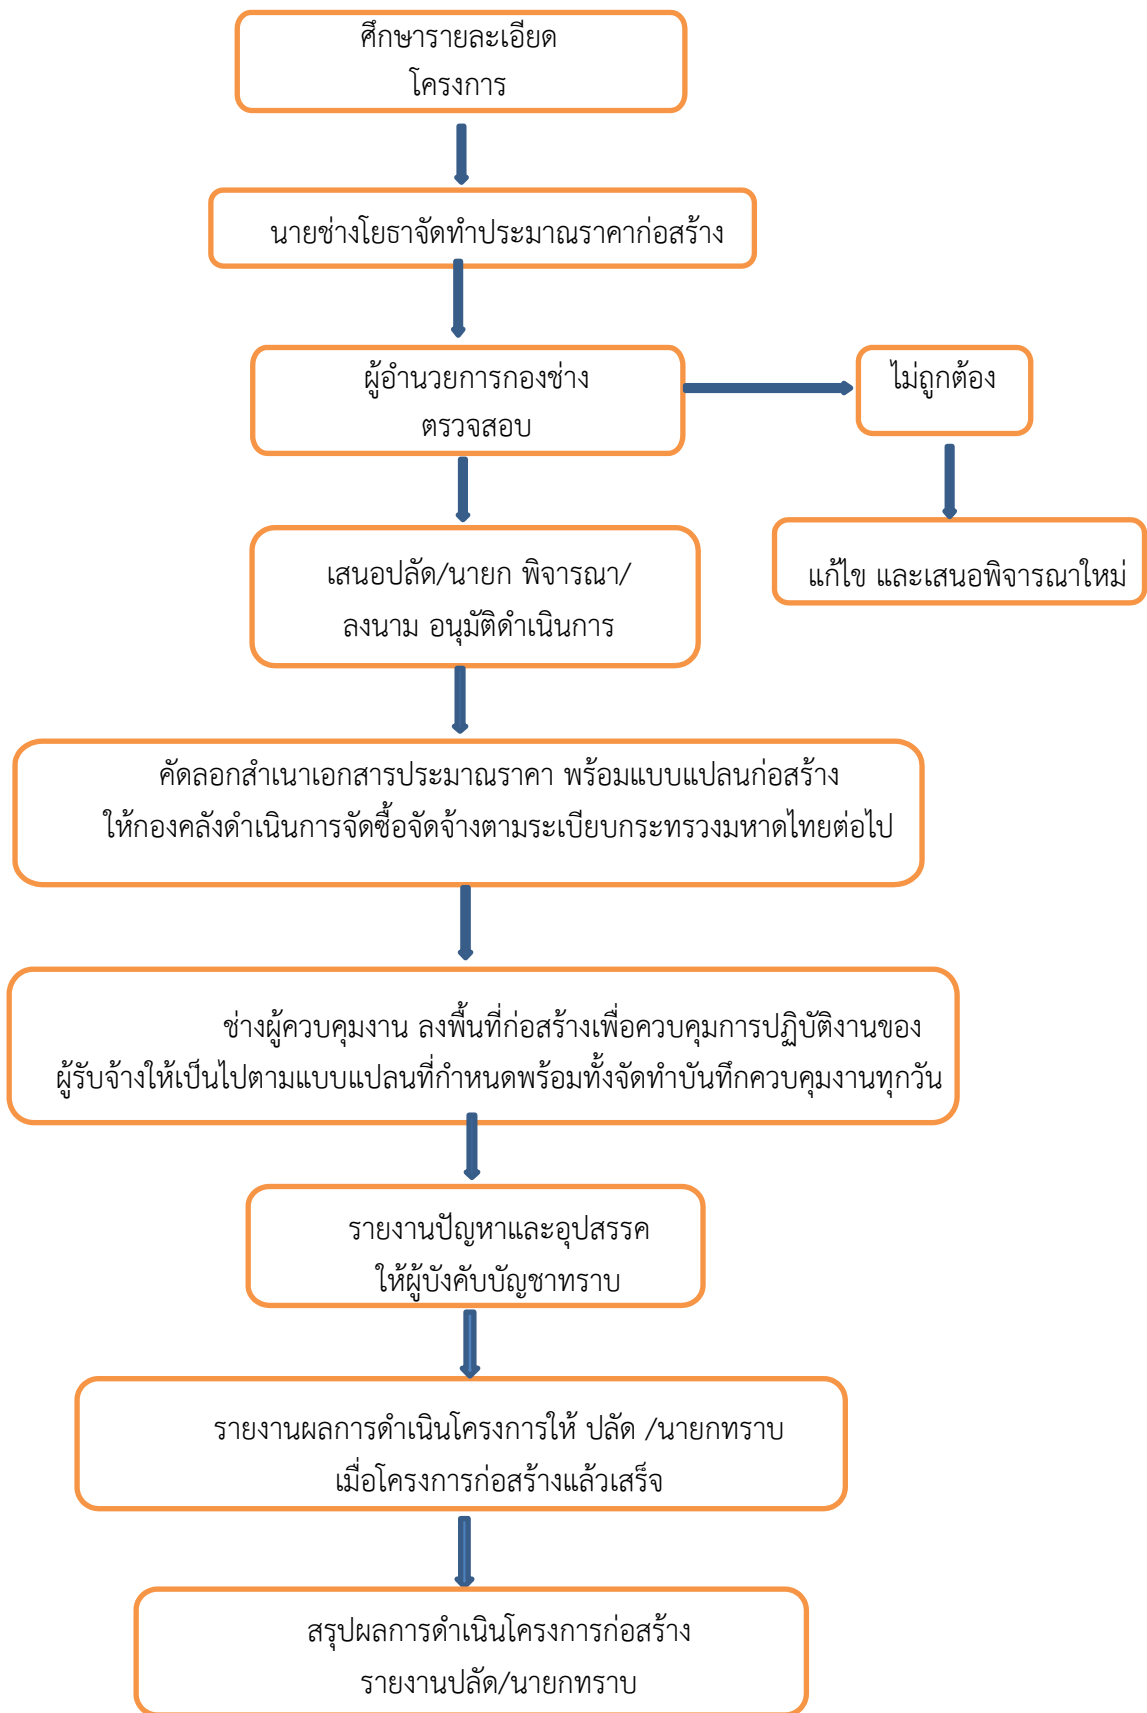 ศึกษารายละเอียด
โครงการ
นายช่างโยธาจัดทำประมาณราคาก่อสร้าง
ผู้อำนวยการกองช่าง
ตรวจสอบ
ไม่ถูกต้อง
แก้ไข และเสนอพิจารณาใหม่
เสนอปลัด/นายก พิจารณา/
ลงนาม อนุมัติดำเนินการ
คัดลอกสำเนาเอกสารประมาณราคา พร้อมแบบแปลนก่อสร้าง
ให้กองคลังดำเนินการจัดซื้อจัดจ้างตามระเบียบกระทรวงมหาดไทยต่อไป
ช่างผู้ควบคุมงาน ลงพื้นที่ก่อสร้างเพื่อควบคุมการปฏิบัติงานของ
ผู้รับจ้างให้เป็นไปตามแบบแปลนที่กำหนดพร้อมทั้งจัดทำบันทึกควบคุมงานทุกวัน
รายงานปัญหาและอุปสรรค
ให้ผู้บังคับบัญชาทราบ
รายงานผลการดำเนินโครงการให้ ปลัด /นายกทราบ
เมื่อโครงการก่อสร้างแล้วเสร็จ
สรุปผลการดำเนินโครงการก่อสร้าง
รายงานปลัด/นายกทราบ